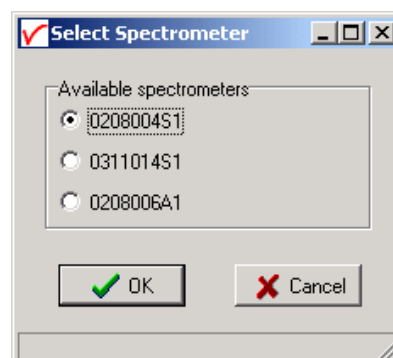 Select Spectrometer
Available spectrometers
0208004S1
0311014S1
0208006A1
OK
Cancel